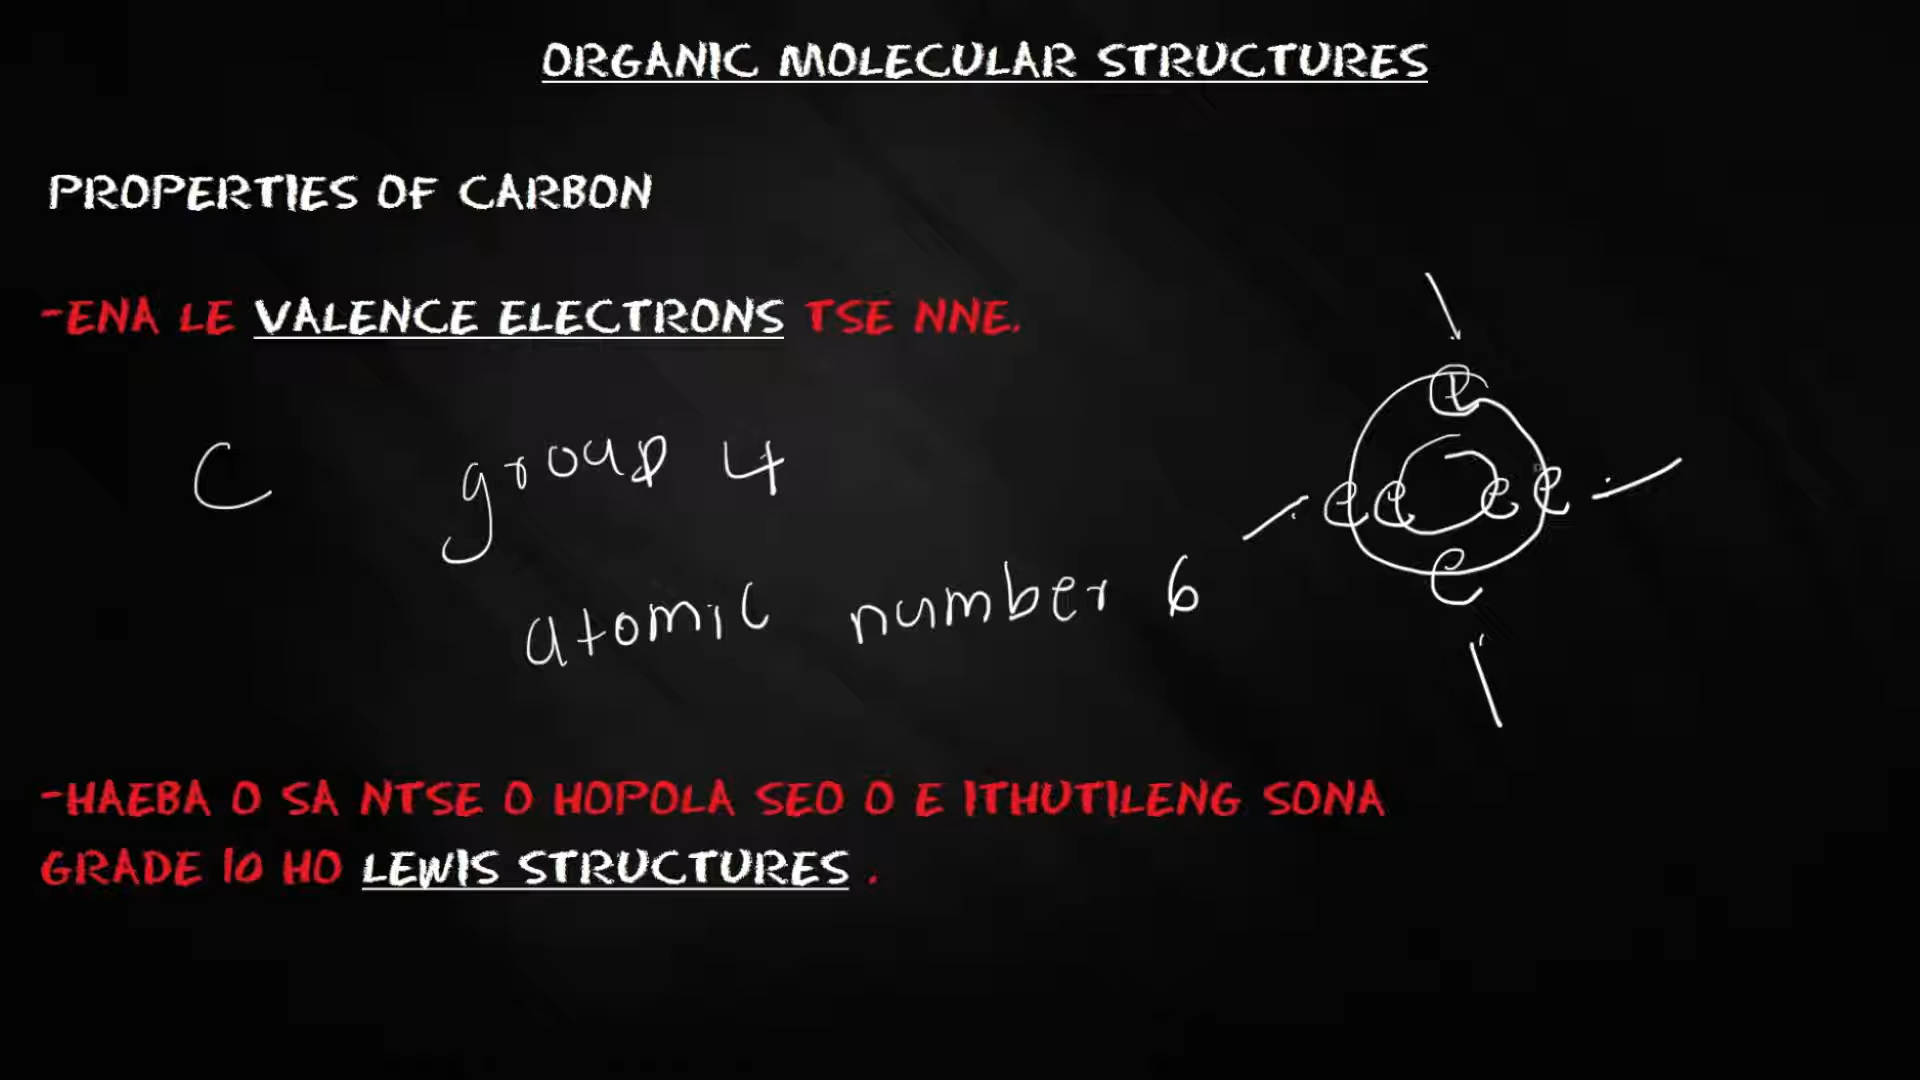 ORGANIC MOLECULAR STRUCTURES
PROPERTIES OF CARBON
-ENA LE VALENCE ELECTRONS TSE NNE.
C group 4
atomic number 6
e
e e e e
e
-HAEBA O SA NTSE O HOPOLA SEO O E ITHUTILENG SONA
GRADE 10 HO LEWIS STRUCTURES .